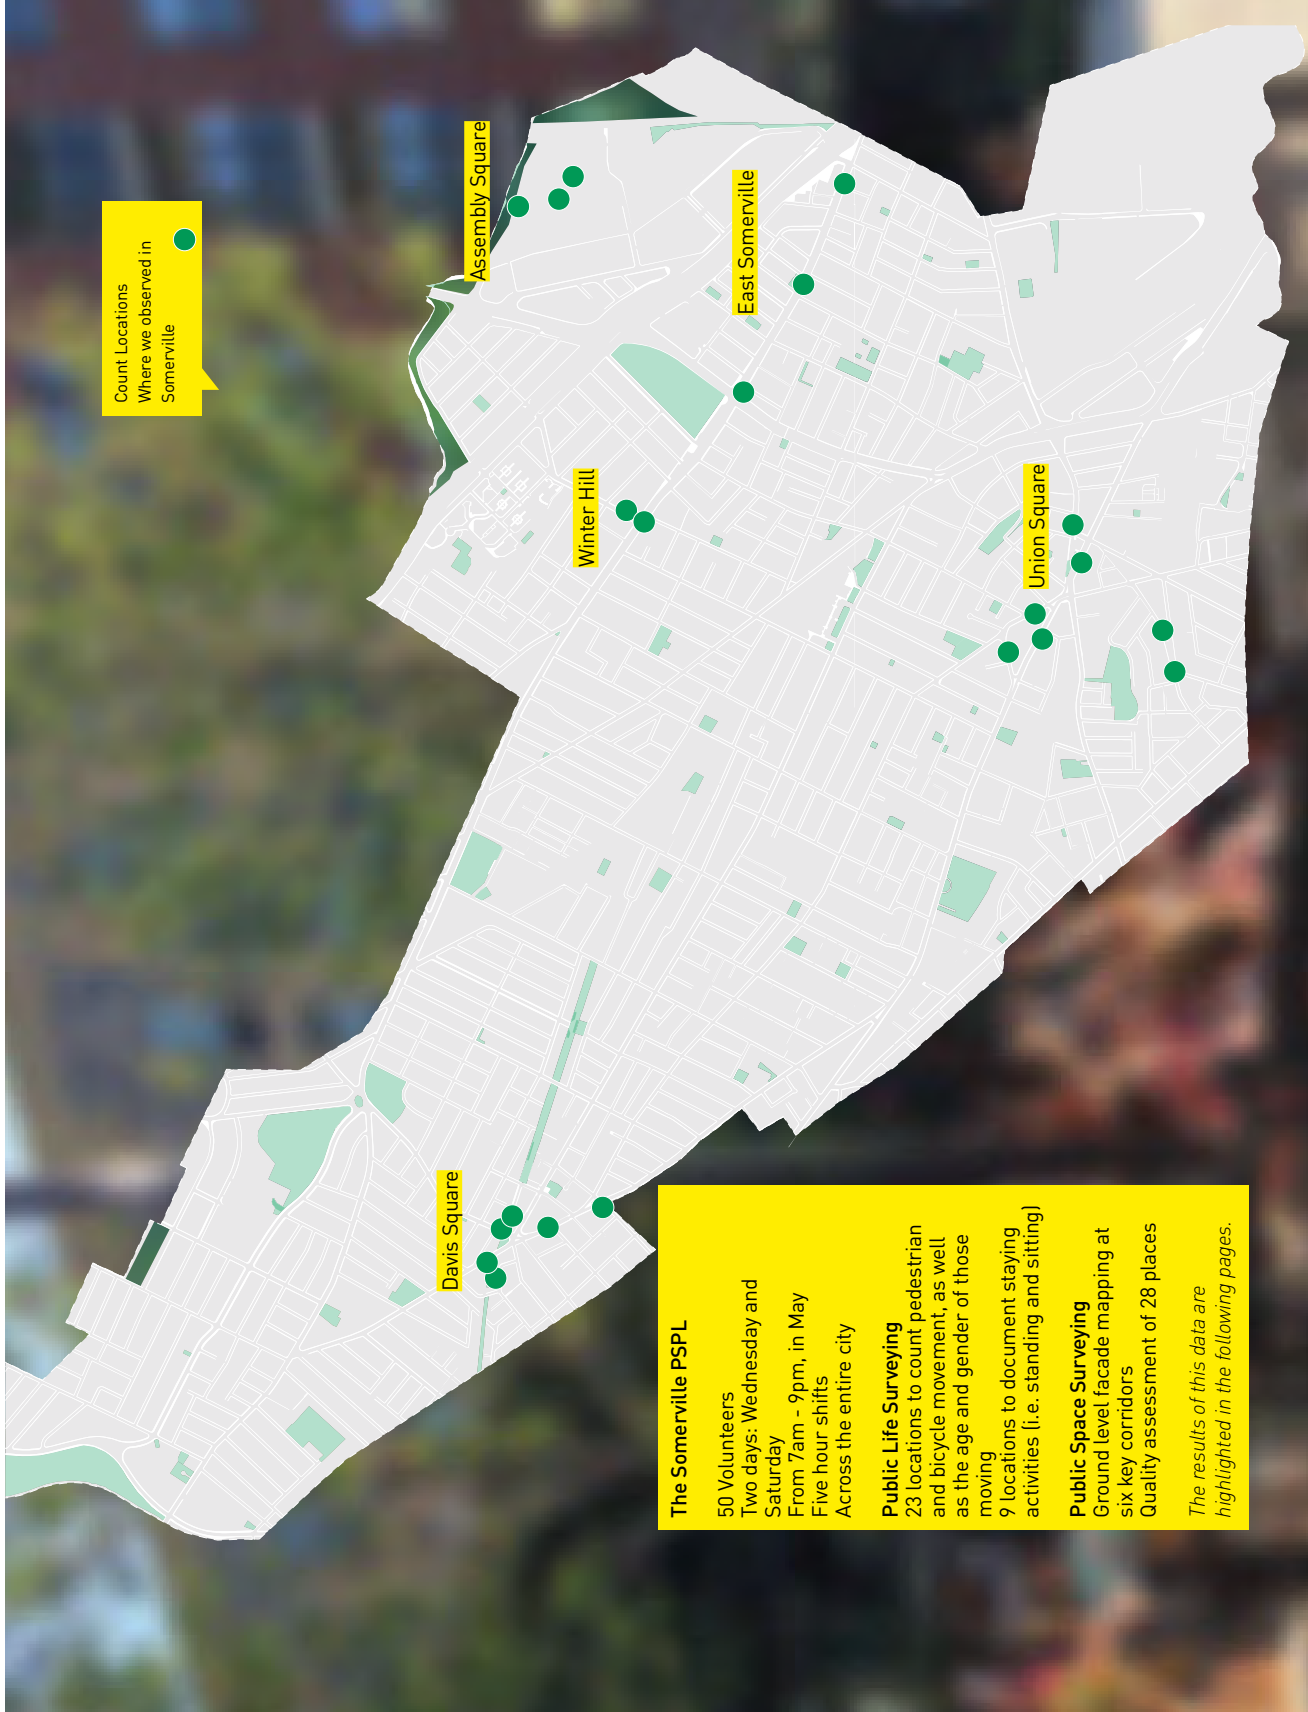 Count Locations
Where we observed in
Somerville
Assembly Square
East Somerville
Winter Hill
Union Square
Davis Square
The Somerville PSPL
50 Volunteers
Two days: Wednesday and
Saturday
From 7am - 9pm, in May
Five hour shifts
Across the entire city
Public Life Surveying
23 locations to count pedestrian
and bicycle movement, as well
as the age and gender of those
moving
9 locations to document staying
activities (i.e. standing and sitting)
Public Space Surveying
Ground level facade mapping at
six key corridors
Quality assessment of 28 places
The results of this data are
highlighted in the following pages.